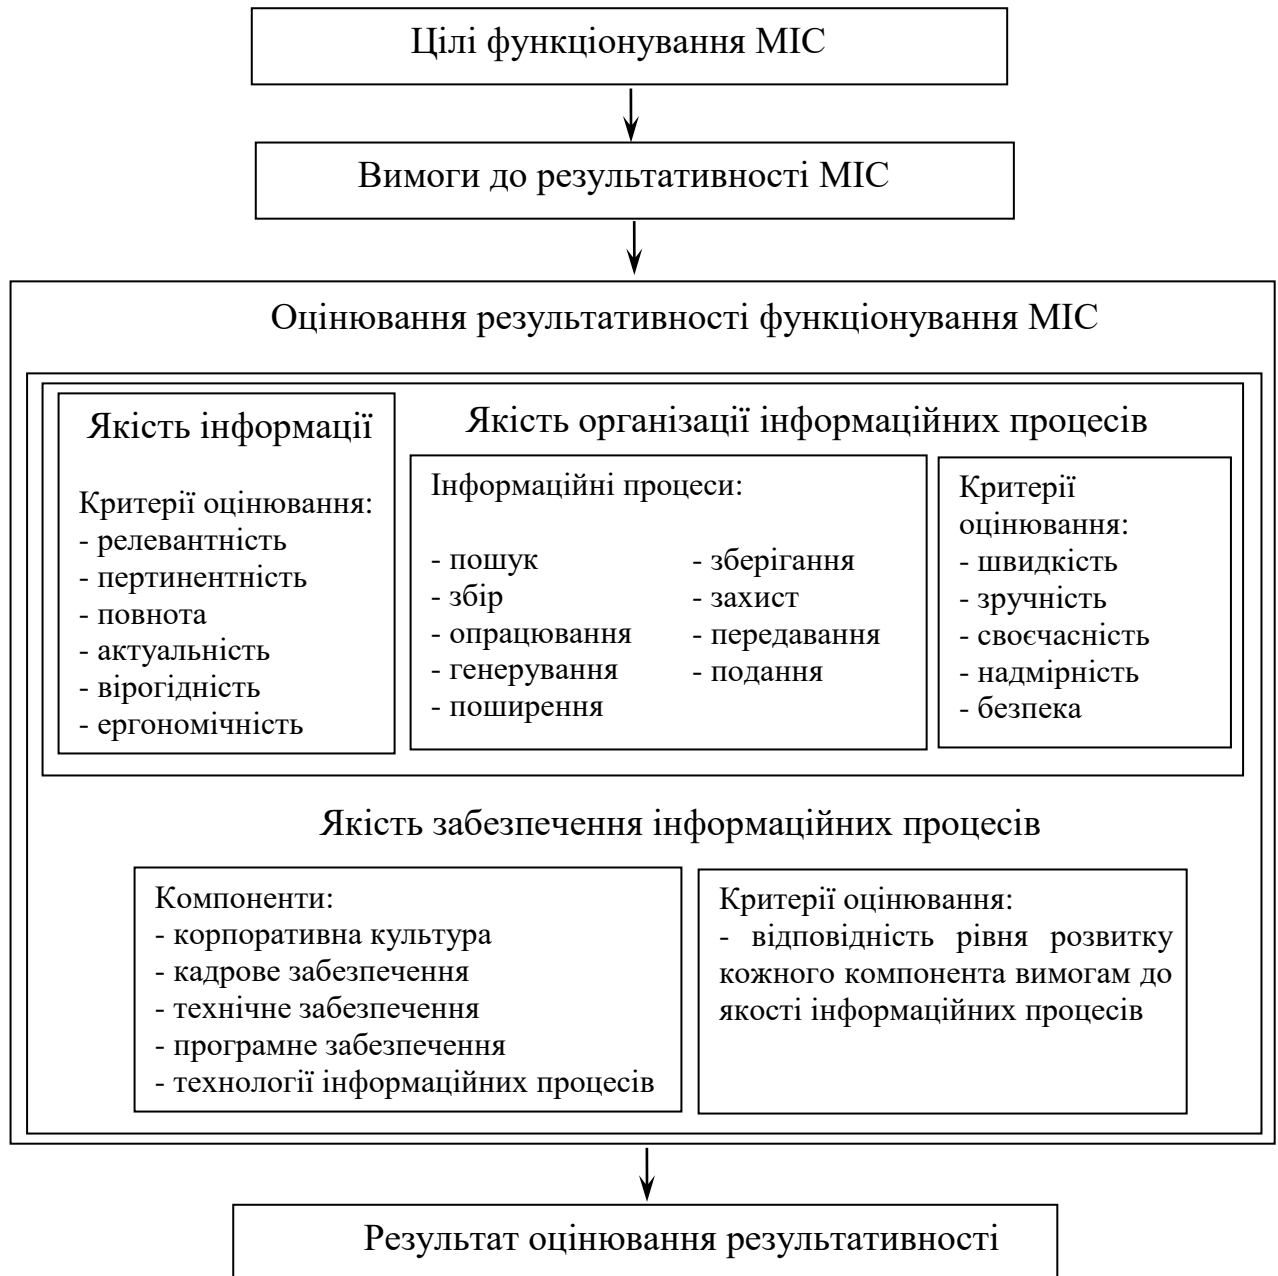 Цілі функціонування МІС
Вимоги до результативності МІС
Оцінювання результативності функціонування МІС
Якість інформації
Критерії оцінювання:
- релевантність
- пертинентність
- повнота
- актуальність
- вірогідність
- ергономічність
Якість організації інформаційних процесів
Інформаційні процеси:
- пошук
- збір
- опрацювання
- генерування
- поширення
- зберігання
- захист
- передавання
- подання
Критерії
оцінювання:
- швидкість
- зручність
- своєчасність
- надмірність
- безпека
Якість забезпечення інформаційних процесів
Компоненти:
- корпоративна культура
- кадрове забезпечення
- технічне забезпечення
- програмне забезпечення
- технології інформаційних процесів
Критерії оцінювання:
- відповідність рівня розвитку
кожного компонента вимогам до
якості інформаційних процесів
Результат оцінювання результативності